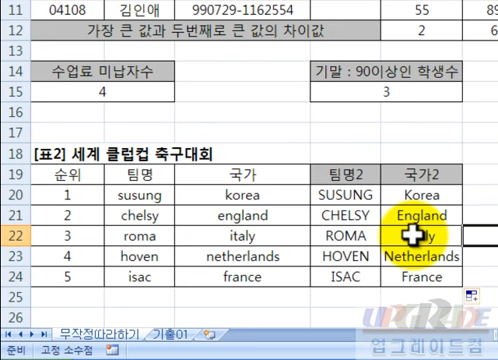 11 04108 김인애 990729-1162554 55 89
12 가장 큰 값과 두번째로 큰 값의 차이값 2 6
13
14 수업료 미납자수 기말 : 90이상인 학생수
15 4 3
16
17
18 [표2] 세계 클럽컵 축구대회
19 순위 팀명 국가 팀명2 국가2
20 1 susung korea SUSUNG Korea
21 2 chelsy england CHELSY England
22 3 roma italy ROMA
23 4 hoven netherlands HOVEN Netherlands
24 5 isac france ISAC France
25
26
무작정따라하기 기출01
준비 고정 소수점
UPGRADE
업그레이드컴